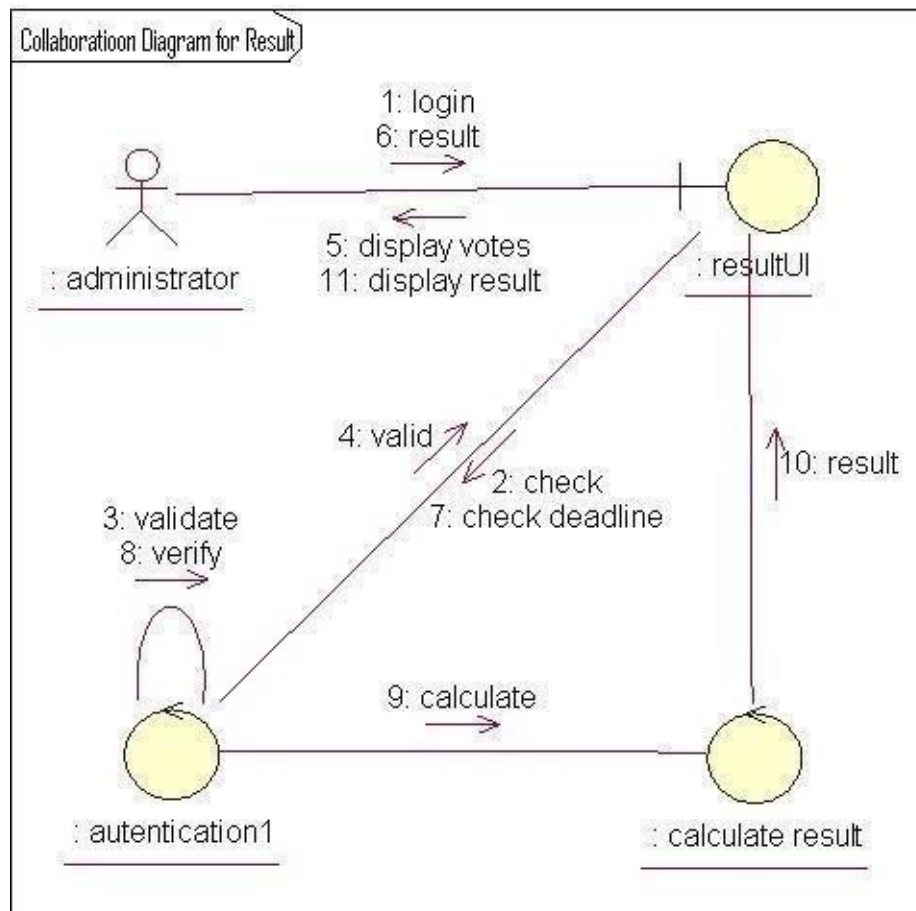 Collaboratioon Diagram for Result
1: login
6: result
5: display votes
11: display result
: administrator
: resultUI
4: valid
2: check
7: check deadline
10: result
3: validate
8: verify
9: calculate
: autentication1
: calculate result